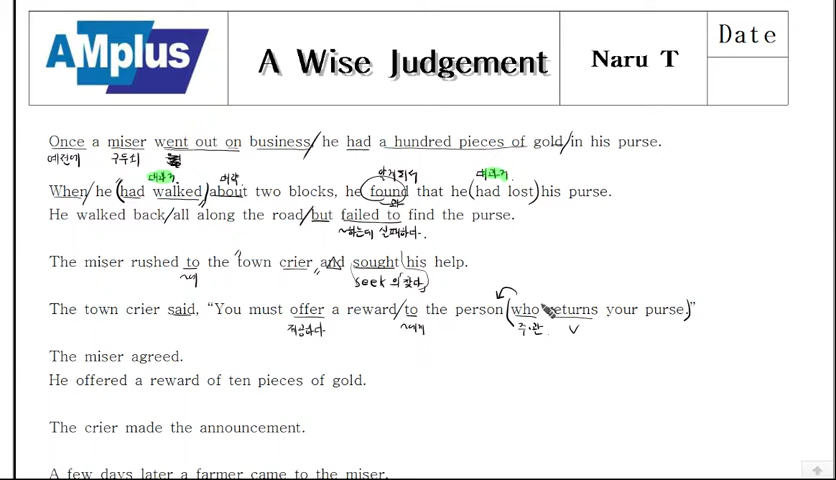 AMplus
A Wise Judgement
Naru T
Date
Once a miser went out on business, he had a hundred pieces of gold in his purse.
예전에 구두쇠
대과거 대략 알게되다 대과거
When he had walked about two blocks, he found that he had lost his purse.
He walked back all along the road but failed to find the purse.
~하는데 실패하다.
The miser rushed to the town crier and sought his help.
~에 seek의 과
The town crier said, “You must offer a reward to the person who returns your purse.”
제공하다 ~에게 주·관 V
The miser agreed.
He offered a reward of ten pieces of gold.
The crier made the announcement.
A few days later a farmer came to the miser.